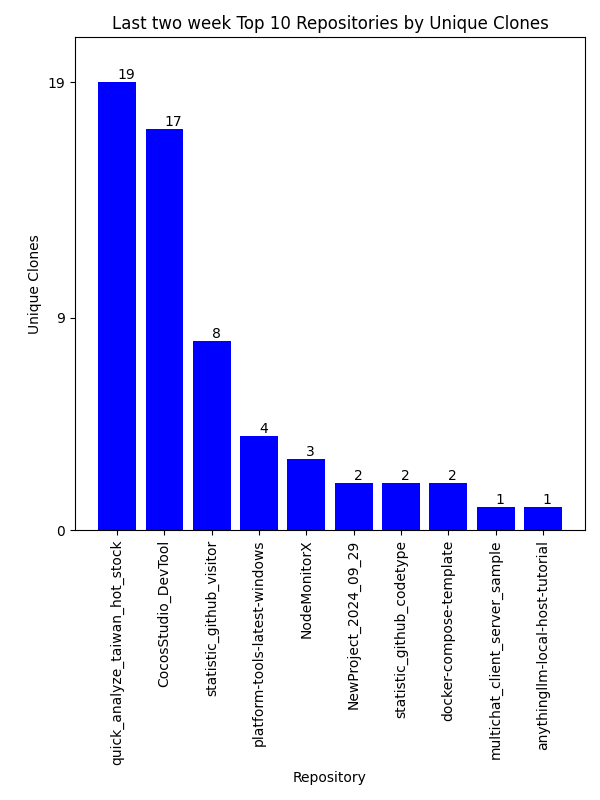 Last two week Top 10 Repositories by Unique Clones
Unique Clones
19
9
0
19
17
8
4
3
2
2
2
1
1
quick_analyze_taiwan_hot_stock
CocosStudio_DevTool
statistic_github_visitor
platform-tools-latest-windows
NodeMonitorX
NewProject_2024_09_29
statistic_github_codetype
docker-compose-template
multichat_client_server_sample
anythingllm-local-host-tutorial
Repository